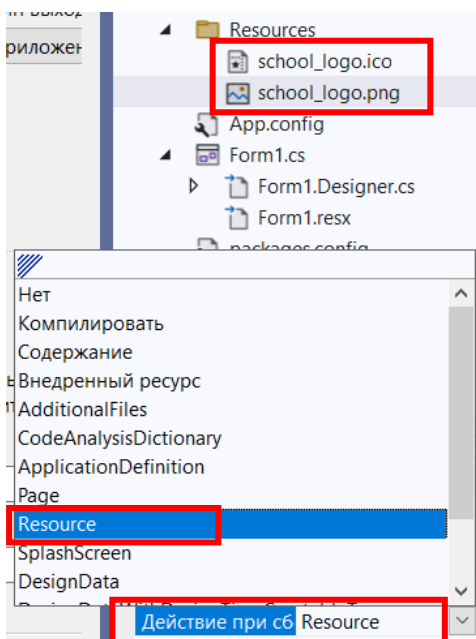 риложен
Resources
school_logo.ico
school_logo.png
App.config
Form1.cs
Form1.Designer.cs
Form1.resx
packages.config
Нет
Компилировать
Содержание
Внедренный ресурс
AdditionalFiles
CodeAnalysisDictionary
ApplicationDefinition
Page
Resource
SplashScreen
DesignData
Действие при сб Resource